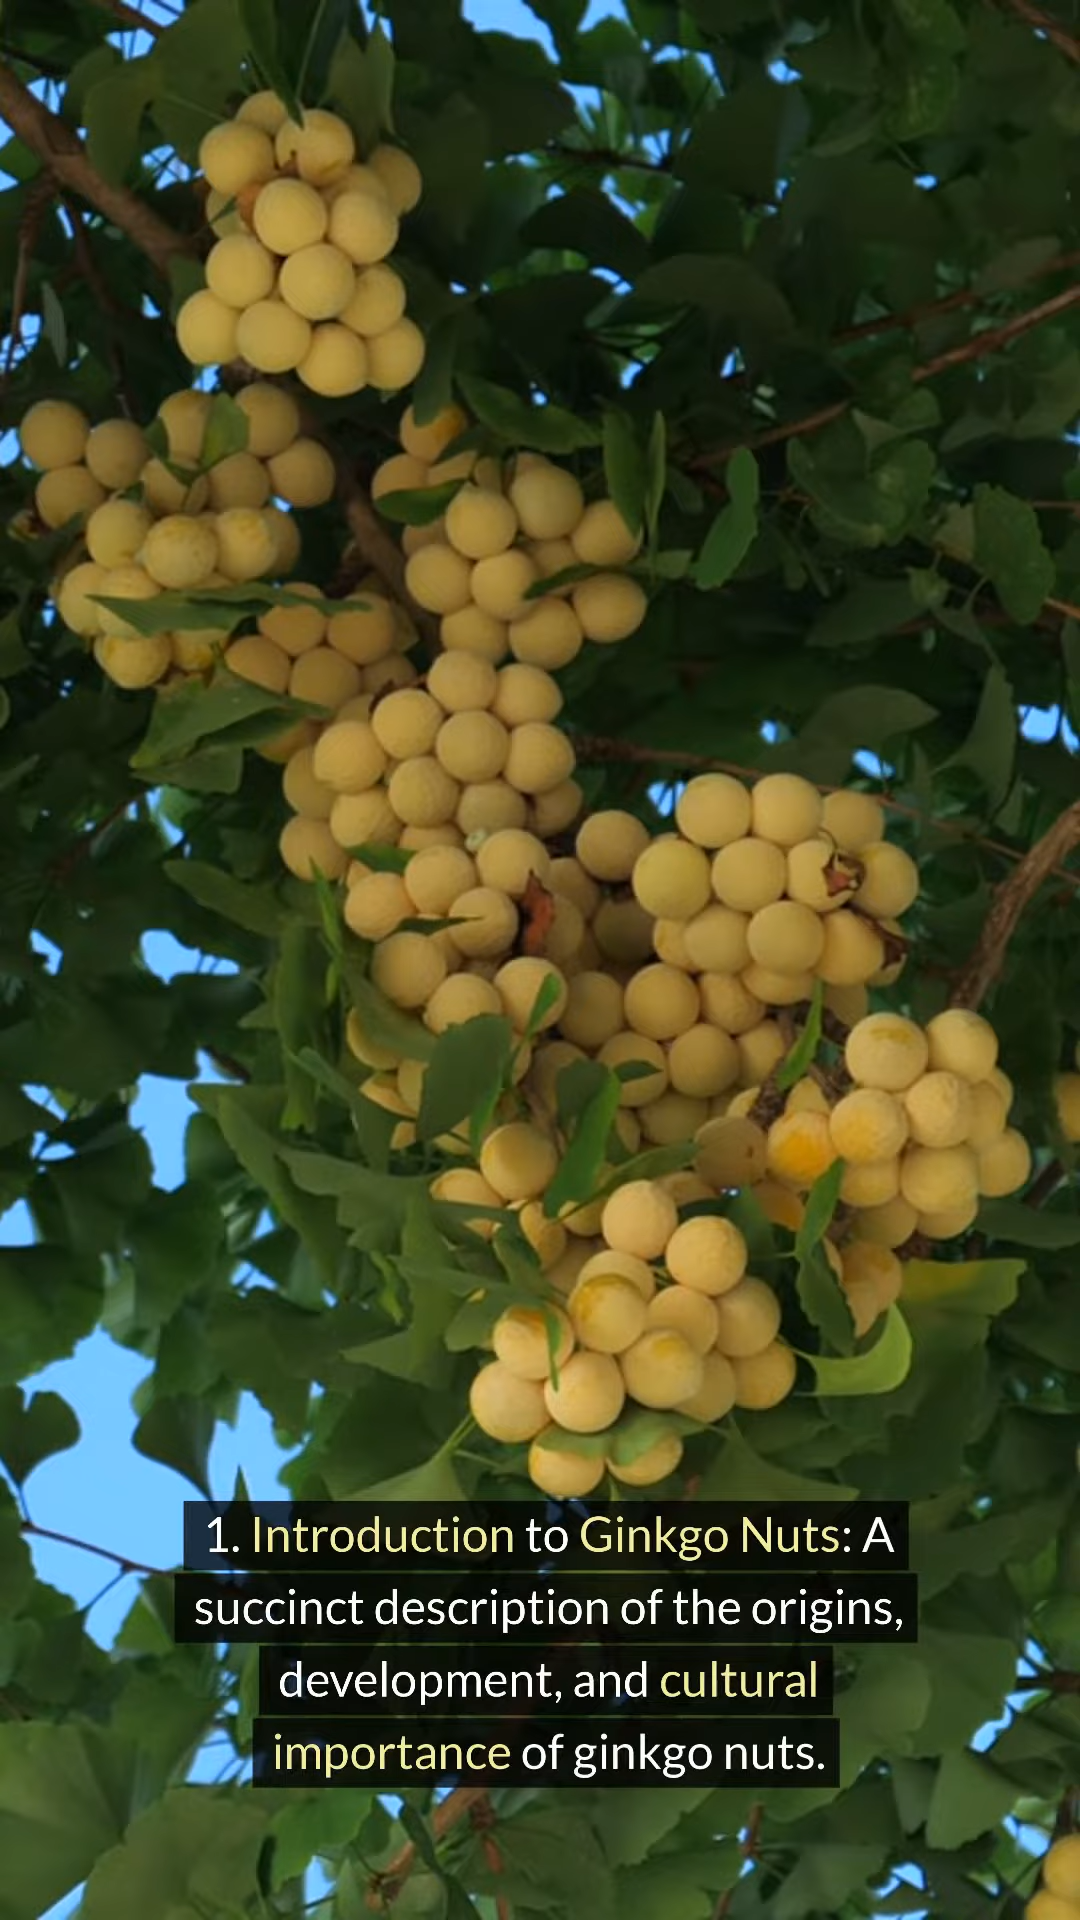 1. Introduction to Ginkgo Nuts: A
succinct description of the origins,
development, and cultural
importance of ginkgo nuts.